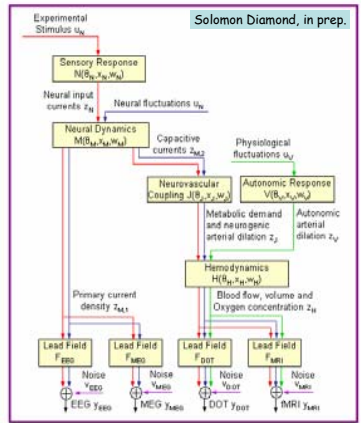 Solomon Diamond, in prep.
Experimental
Stimulus u_N
Sensory Response
N(θ_N,x_N,w_N)
Neural input
currents z_N
Neural fluctuations u_N
Neural Dynamics
M(θ_M,x_M,w_M)
Capacitive
currents z_M,2
Physiological
fluctuations u_V
Neurovascular
Coupling J(θ_J,x_J,w_J)
Autonomic Response
V(θ_V,x_V,w_V)
Metabolic demand
and neurogenic
arterial dilation z_J
Autonomic
arterial
dilation z_V
Hemodynamics
H(θ_H,x_H,w_H)
Primary current
density z_M,1
Blood flow, volume and
Oxygen concentration z_H
Lead Field
F_EEG
Lead Field
F_MEG
Lead Field
F_DOT
Lead Field
F_MRI
Noise
v_EEG
Noise
v_MEG
Noise
v_DOT
Noise
v_MRI
EEG y_EEG
MEG y_MEG
DOT y_DOT
fMRI y_MRI